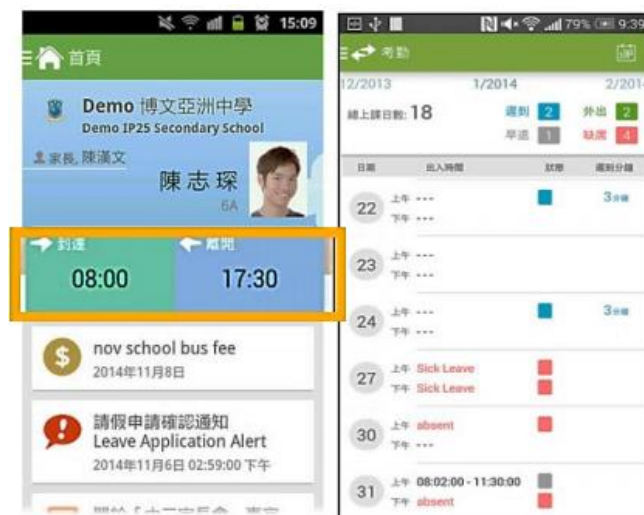 15:09
首頁
Demo 博文亞洲中學
Demo IP25 Secondary School
家長, 陳漢文
陳志琛
6A
到達
08:00
離開
17:30
nov school bus fee
2014年11月8日
請假申請確認通知
Leave Application Alert
2014年11月6日 02:59:00 下午
79% 9:39
考勤
12/2013 1/2014 2/2014
總上課日數: 18 遲到 2 外出 2
早退 1 缺席 4
日期 出入時間 狀態 遲到分鐘
22 上午 --- 3分鐘
下午 ---
23 上午 ---
下午 ---
24 上午 --- 3分鐘
下午 ---
27 上午 Sick Leave
下午 Sick Leave
30 上午 absent
下午 ---
31 上午 08:02:00 - 11:30:00
下午 absent